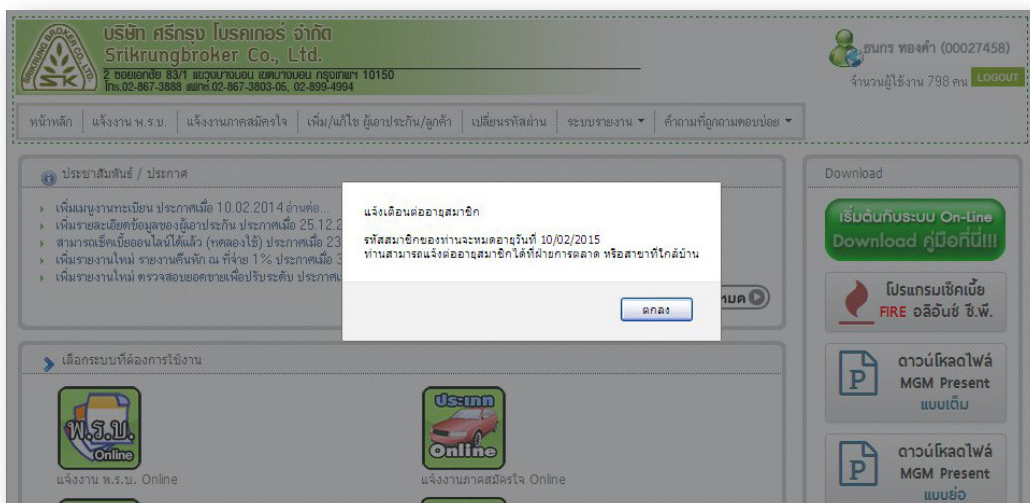 บริษัท ศรีกรุง โบรคเกอร์ จำกัด
Srikrungbroker Co., Ltd.
2 ซอยเอกชัย 83/1 แขวงบางบอน เขตบางบอน กรุงเทพฯ 10150
โทร.02-867-3888 แฟกซ์.02-867-3803-05, 02-899-4994
SRIKRUNG BROKER CO., LTD.
SK
ธนกร ทองคำ (00027458)
จำนวนผู้ใช้งาน 798 คน LOGOUT
หน้าหลัก แจ้งงาน พ.ร.บ. แจ้งงานภาคสมัครใจ เพิ่ม/แก้ไข ผู้เอาประกัน/ลูกค้า เปลี่ยนรหัสผ่าน ระบบรายงาน คำถามที่ถูกถามตอบบ่อย
ประชาสัมพันธ์ / ประกาศ
เพิ่มเมนูงานทะเบียน ประกาศเมื่อ 10.02.2014 อ่านต่อ...
เพิ่มรายละเอียดข้อมูลของผู้เอาประกัน ประกาศเมื่อ 25.12.2
สามารถเช็คเบี้ยออนไลน์ได้แล้ว (ทดลองใช้) ประกาศเมื่อ 23
เพิ่มรายงานใหม่ รายงานคืนพัก ณ ที่จ่าย 1% ประกาศเมื่อ 3
เพิ่มรายงานใหม่ ตรวจสอบยอดขายเพื่อปรับระดับ ประกาศเม
แจ้งเตือนต่ออายุสมาชิก
รหัสสมาชิกของท่านจะหมดอายุวันที่ 10/02/2015
ท่านสามารถแจ้งต่ออายุสมาชิกได้ที่ฝ่ายการตลาด หรือสาขาที่ใกล้บ้าน
ตกลง
หมด
เลือกระบบที่ต้องการใช้งาน
พ.ร.บ.
Online
แจ้งงาน พ.ร.บ. Online
ประเภท
Online
แจ้งงานภาคสมัครใจ Online
Download
เริ่มต้นกับระบบ On-Line
Download คู่มือที่นี่!!!
โปรแกรมเช็คเบี้ย
FIRE อลิอันซ์ ซี.พี.
ดาวน์โหลดไฟล์
MGM Present
แบบเต็ม
ดาวน์โหลดไฟล์
MGM Present
แบบย่อ